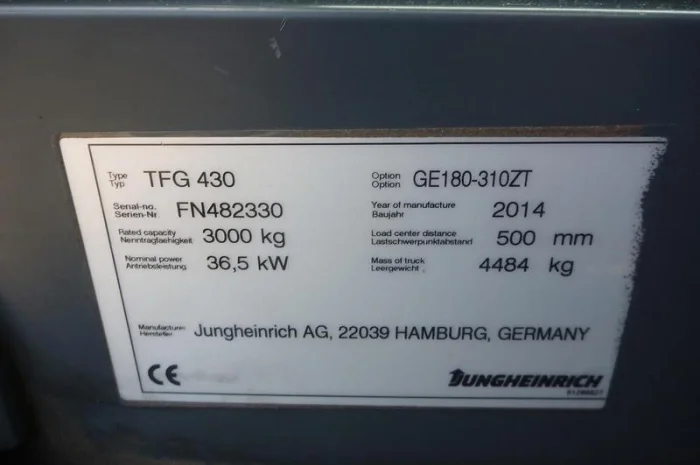 Type
Typ TFG 430 Option
Option GE180-310ZT
Serial-no.
Serien-Nr FN482330 Year of manufacture
Baujahr 2014
Rated capacity
Nenntragfaehigkeit 3000 kg Load center distance
Lastschwerpunktabstand 500 mm
Nominal power
Antriebsleistung 36,5 kW Mass of truck
Leergewicht 4484 kg
Manufacturer
Hersteller Jungheinrich AG, 22039 HAMBURG, GERMANY
CE JUNGHEINRICH